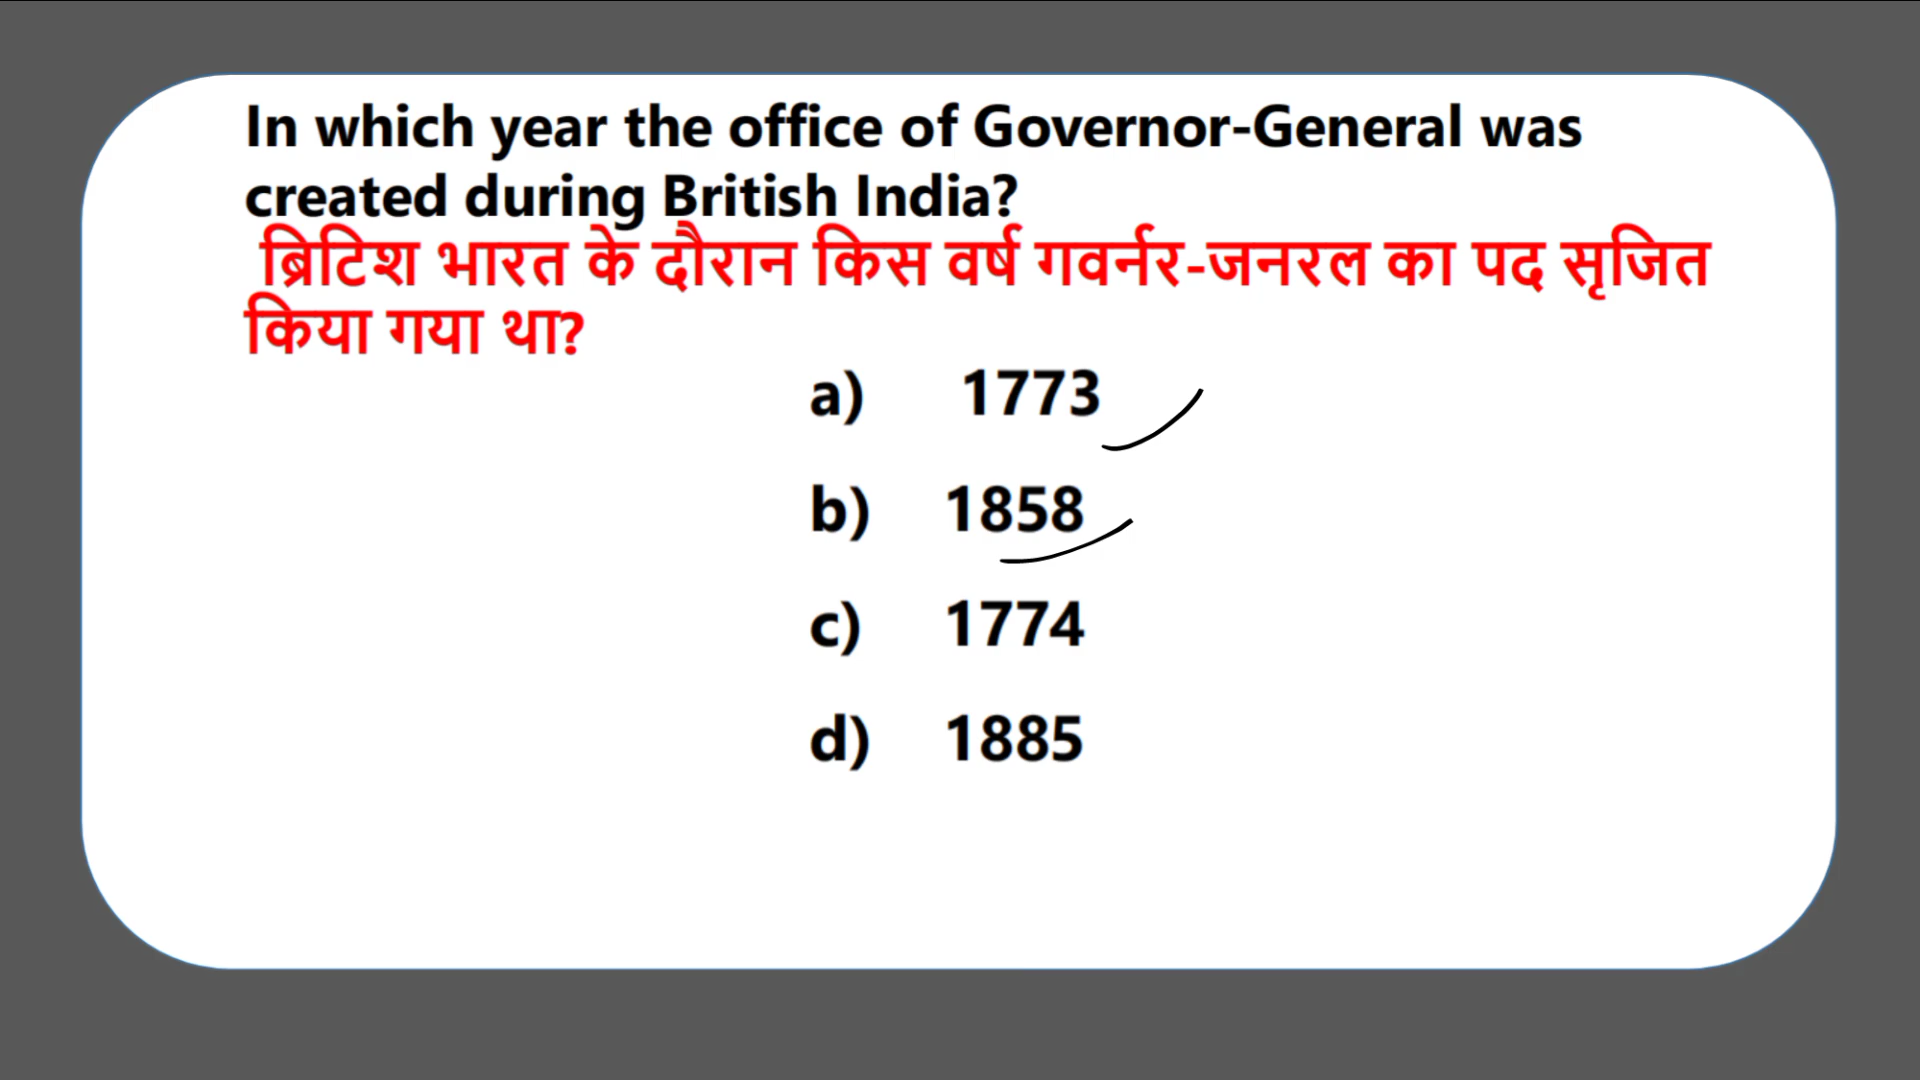 In which year the office of Governor-General was
created during British India?
ब्रिटिश भारत के दौरान किस वर्ष गवर्नर-जनरल का पद सृजित
किया गया था?
a) 1773
b) 1858
c) 1774
d) 1885